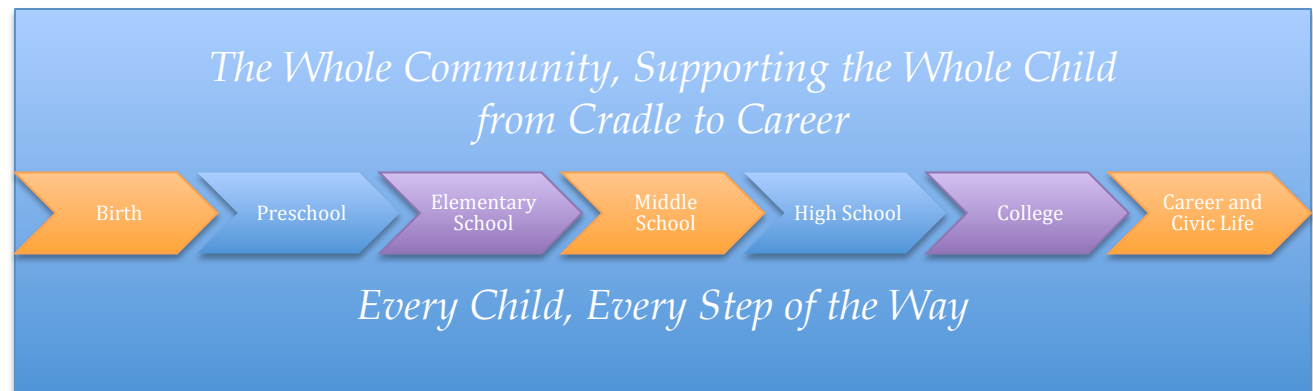 The Whole Community, Supporting the Whole Child
from Cradle to Career
Birth
Preschool
Elementary
School
Middle
School
High School
College
Career and
Civic Life
Every Child, Every Step of the Way